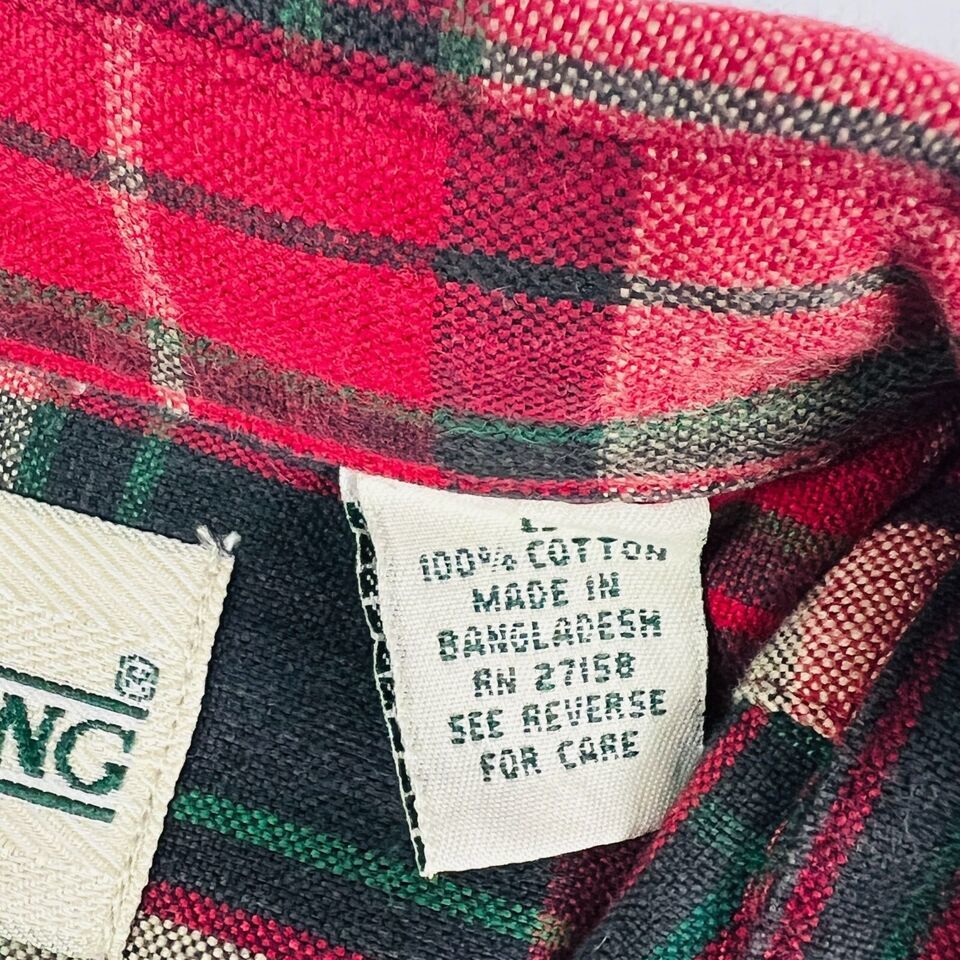 NG ®
100% COTTON
MADE IN
BANGLADESH
RN 27158
SEE REVERSE
FOR CARE